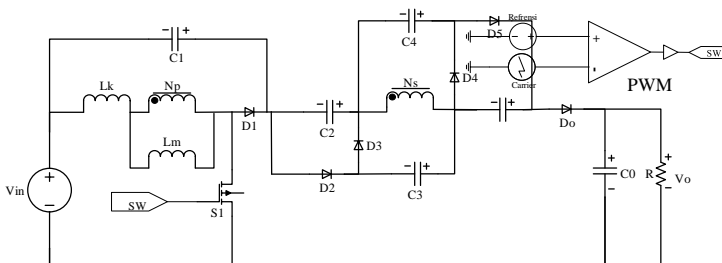 C1
Lk
Np
Lm
D1
Vin
SW
S1
C2
D2
D3
C4
Ns
C3
D4
D5
Refrensi
Carrier
PWM
SW
Do
C0
R
Vo